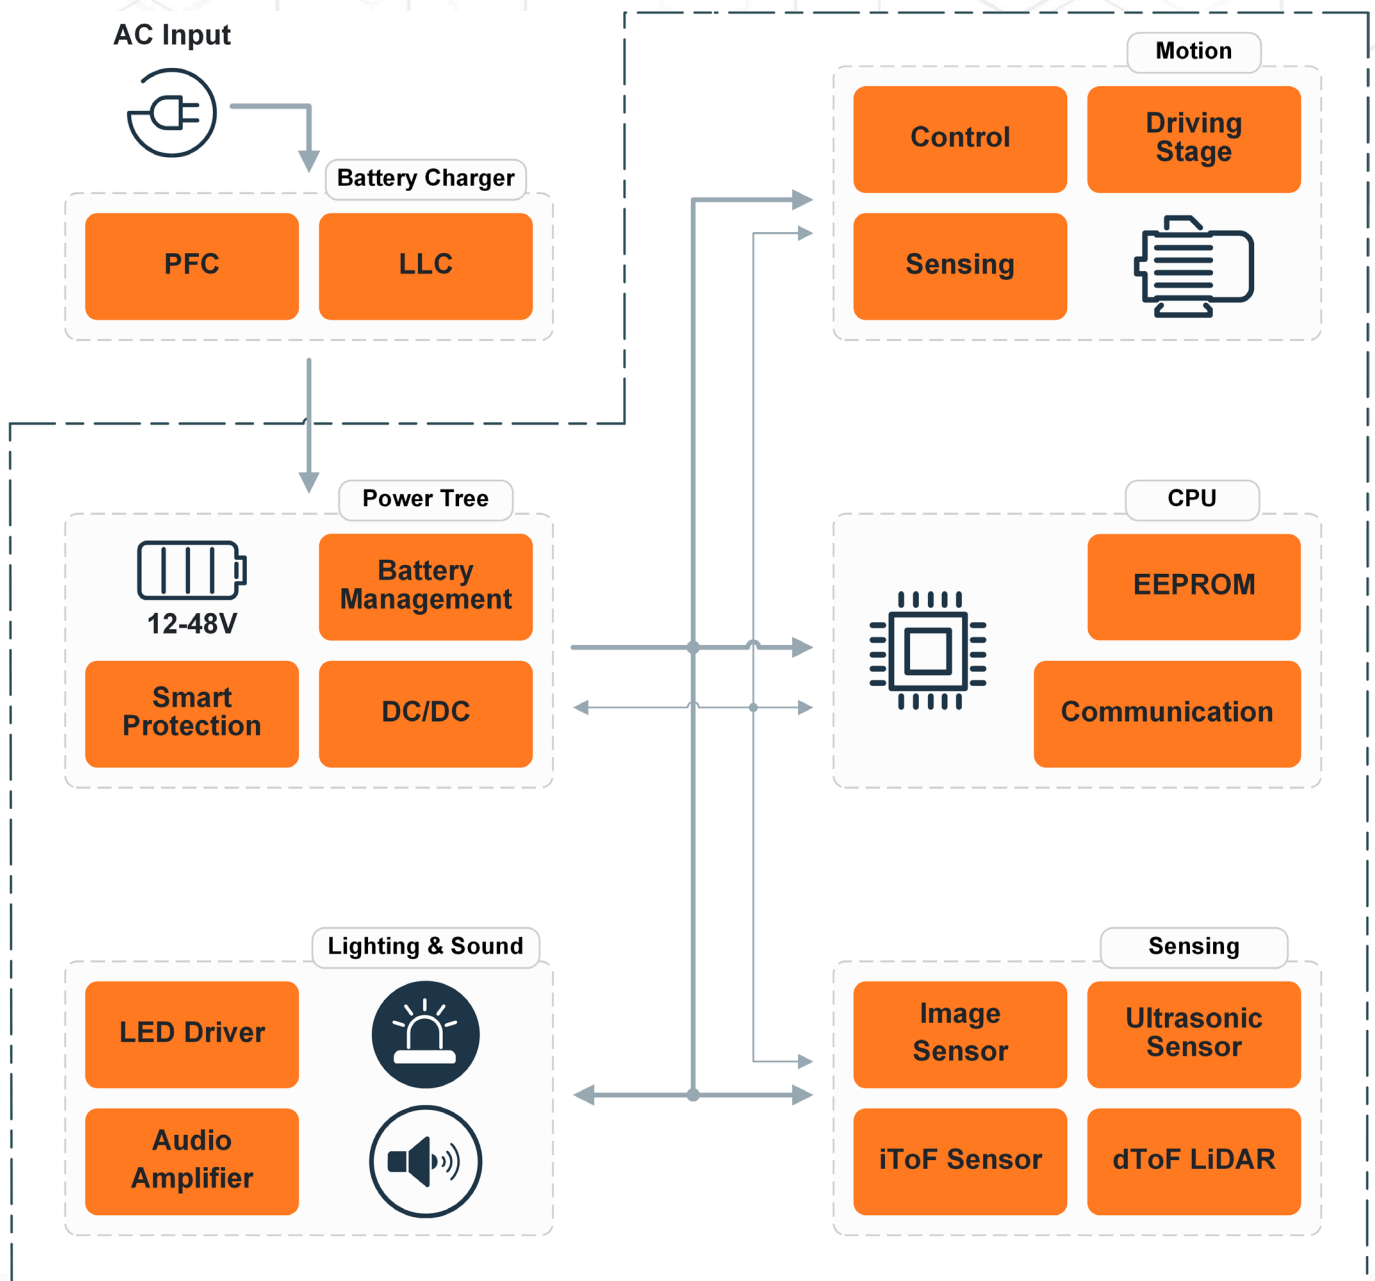 AC Input
Battery Charger
PFC
LLC
Motion
Control
Driving
Stage
Sensing
Power Tree
12-48V
Battery
Management
Smart
Protection
DC/DC
CPU
EEPROM
Communication
Lighting & Sound
LED Driver
Audio
Amplifier
Sensing
Image
Sensor
Ultrasonic
Sensor
iToF Sensor
dToF LiDAR